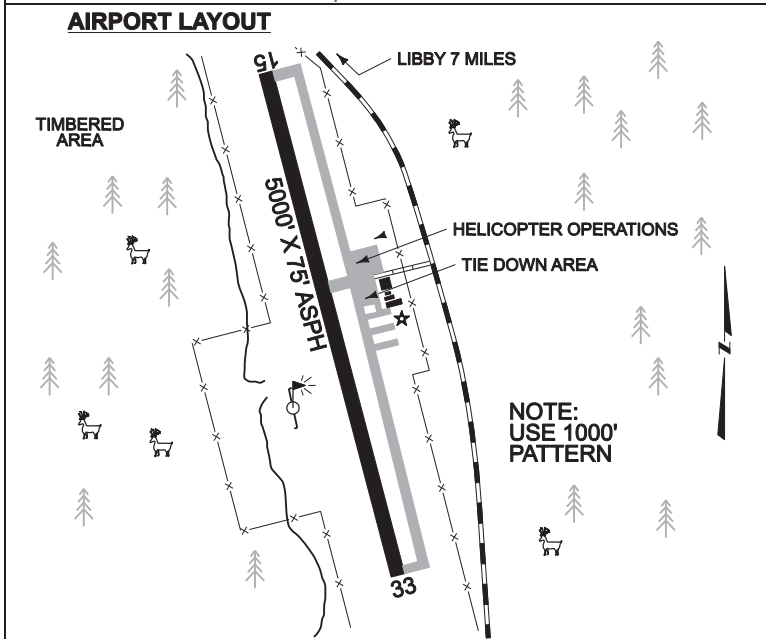 AIRPORT LAYOUT
15
LIBBY 7 MILES
TIMBERED
AREA
5000' X 75' ASPH
HELICOPTER OPERATIONS
TIE DOWN AREA
N
NOTE:
USE 1000'
PATTERN
33